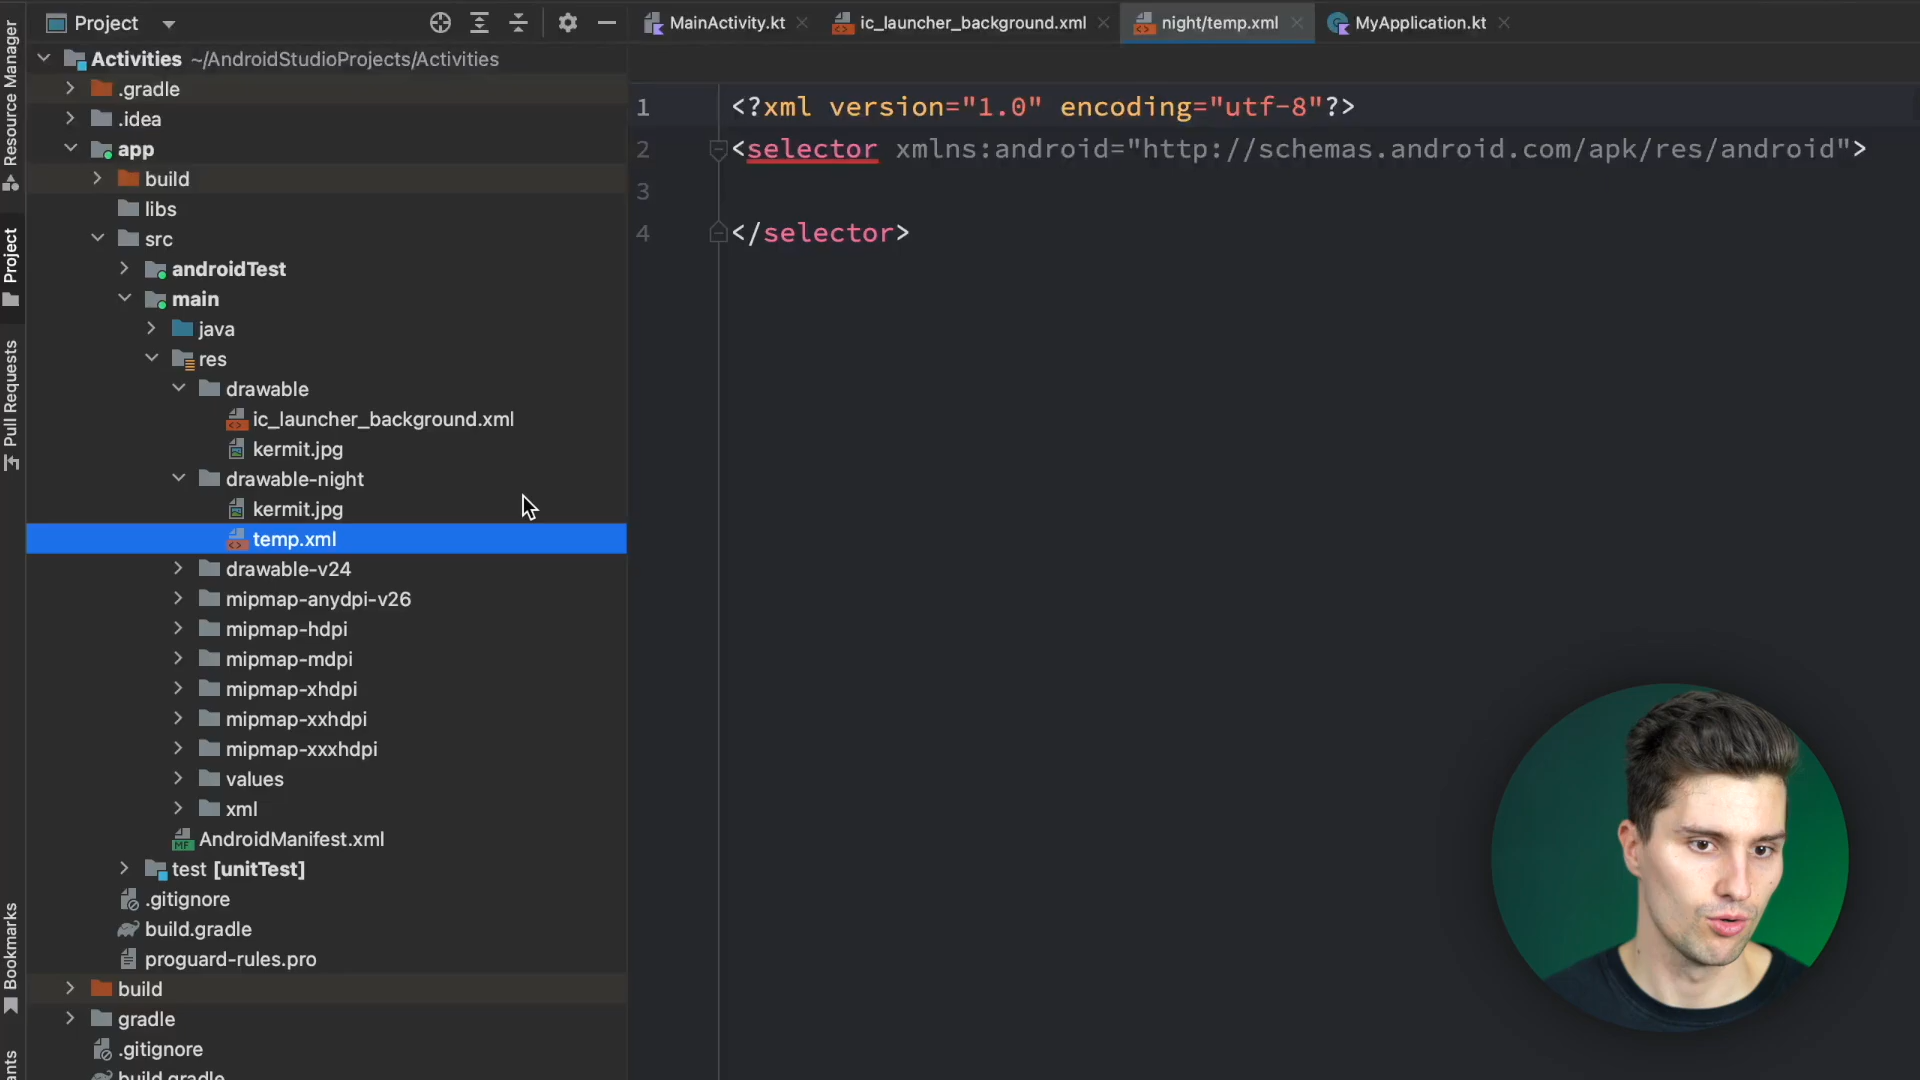 Project
MainActivity.kt
ic_launcher_background.xml
night/temp.xml
MyApplication.kt
Resource Manager
Project
Pull Requests
Bookmarks
Activities ~/AndroidStudioProjects/Activities
.gradle
.idea
app
build
libs
src
androidTest
main
java
res
drawable
ic_launcher_background.xml
kermit.jpg
drawable-night
kermit.jpg
temp.xml
drawable-v24
mipmap-anydpi-v26
mipmap-hdpi
mipmap-mdpi
mipmap-xhdpi
mipmap-xxhdpi
mipmap-xxxhdpi
values
xml
AndroidManifest.xml
test [unitTest]
.gitignore
build.gradle
proguard-rules.pro
build
gradle
.gitignore
build.gradle
1 <?xml version="1.0" encoding="utf-8"?>
2 <selector xmlns:android="http://schemas.android.com/apk/res/android">
3
4 </selector>